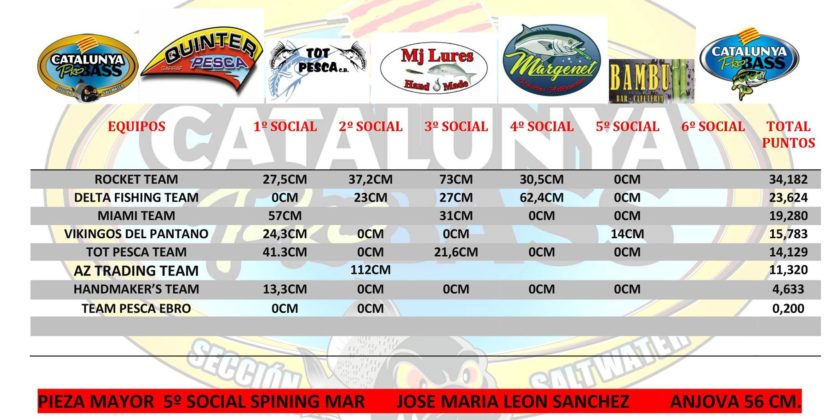 CATALUNYA
ProBASS
SALTWATER
QUINTER
PESCA
TOT
PESCA C.B.
Mj Lures
Hand Made
Margenel
BAMBU
BAR - CAFETERIA
CATALUNYA
ProBASS
EQUIPOS 1º SOCIAL 2º SOCIAL 3º SOCIAL 4º SOCIAL 5º SOCIAL 6º SOCIAL TOTAL
PUNTOS
ROCKET TEAM 27,5CM 37,2CM 73CM 30,5CM 0CM 34,182
DELTA FISHING TEAM 0CM 23CM 27CM 62,4CM 0CM 23,624
MIAMI TEAM 57CM 31CM 0CM 0CM 19,280
VIKINGOS DEL PANTANO 24,3CM 0CM 0CM 14CM 15,783
TOT PESCA TEAM 41.3CM 0CM 21,6CM 0CM 14,129
AZ TRADING TEAM 112CM 11,320
HANDMAKER'S TEAM 13,3CM 0CM 0CM 0CM 0CM 4,633
TEAM PESCA EBRO 0CM 0CM 0,200
CATALUNYA
ProBASS
SECCIÓN SALTWATER
PIEZA MAYOR 5º SOCIAL SPINING MAR JOSE MARIA LEON SANCHEZ ANJOVA 56 CM.